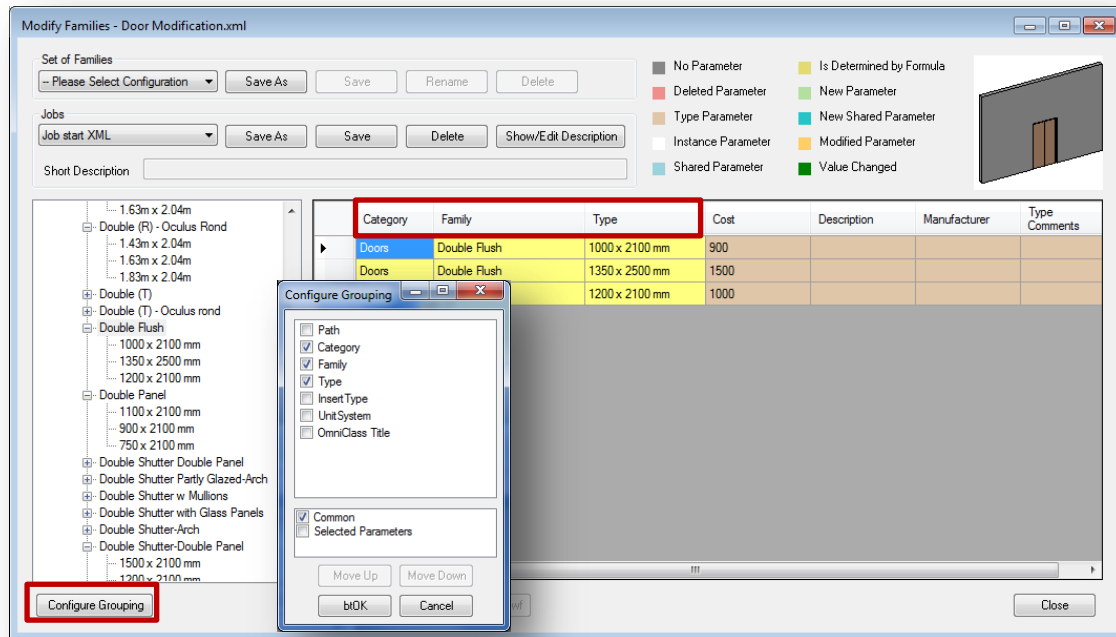 Modify Families - Door Modification.xml
Set of Families
-- Please Select Configuration
Save As
Save
Rename
Delete
Jobs
Job start XML
Save As
Save
Delete
Show/Edit Description
Short Description
No Parameter
Deleted Parameter
Type Parameter
Instance Parameter
Shared Parameter
Is Determined by Formula
New Parameter
New Shared Parameter
Modified Parameter
Value Changed
1.63m x 2.04m
Double (R) - Oculus Rond
1.43m x 2.04m
1.63m x 2.04m
1.83m x 2.04m
Double (T)
Double (T) - Oculus rond
Double Flush
1000 x 2100 mm
1350 x 2500 mm
1200 x 2100 mm
Double Panel
1100 x 2100 mm
900 x 2100 mm
750 x 2100 mm
Double Shutter Double Panel
Double Shutter Partly Glazed-Arch
Double Shutter w Mullions
Double Shutter with Glass Panels
Double Shutter-Arch
Double Shutter-Double Panel
1500 x 2100 mm
1200 x 2100 mm
Category Family Type Cost Description Manufacturer Type Comments
Doors Double Flush 1000 x 2100 mm 900
Doors Double Flush 1350 x 2500 mm 1500
1200 x 2100 mm 1000
Configure Grouping
Path
Category
Family
Type
InsertType
UnitSystem
OmniClass Title
Common
Selected Parameters
Move Up
Move Down
btOK
Cancel
Configure Grouping
Close